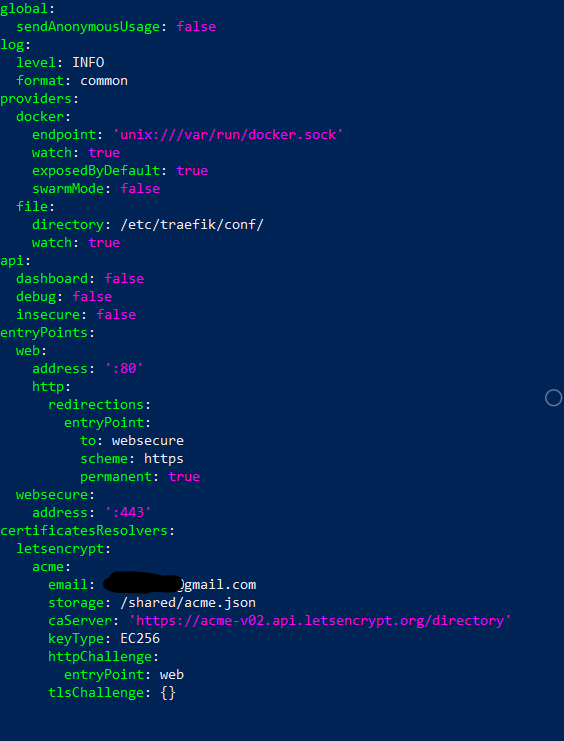 global:
  sendAnonymousUsage: false
log:
  level: INFO
  format: common
providers:
  docker:
    endpoint: 'unix:///var/run/docker.sock'
    watch: true
    exposedByDefault: true
    swarmMode: false
  file:
    directory: /etc/traefik/conf/
    watch: true
api:
  dashboard: false
  debug: false
  insecure: false
entryPoints:
  web:
    address: ':80'
    http:
      redirections:
        entryPoint:
          to: websecure
          scheme: https
          permanent: true
  websecure:
    address: ':443'
certificatesResolvers:
  letsencrypt:
    acme:
      email: @gmail.com
      storage: /shared/acme.json
      caServer: 'https://acme-v02.api.letsencrypt.org/directory'
      keyType: EC256
      httpChallenge:
        entryPoint: web
      tlsChallenge: {}